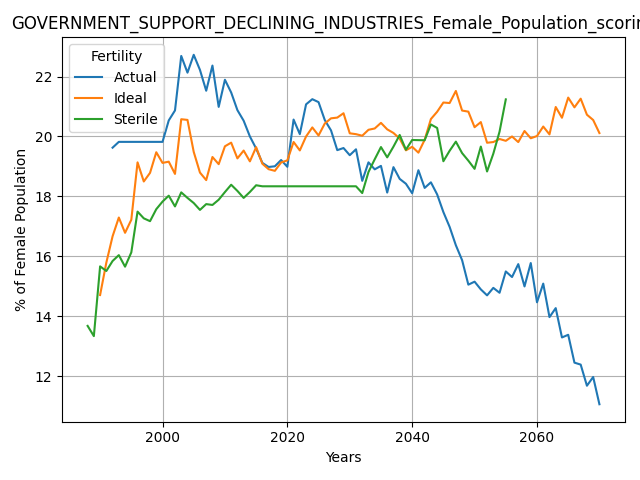 GOVERNMENT_SUPPORT_DECLINING_INDUSTRIES_Female_Population_scorin
Fertility
Actual
Ideal
Sterile
22
20
18
16
14
12
% of Female Population
2000
2020
2040
2060
Years